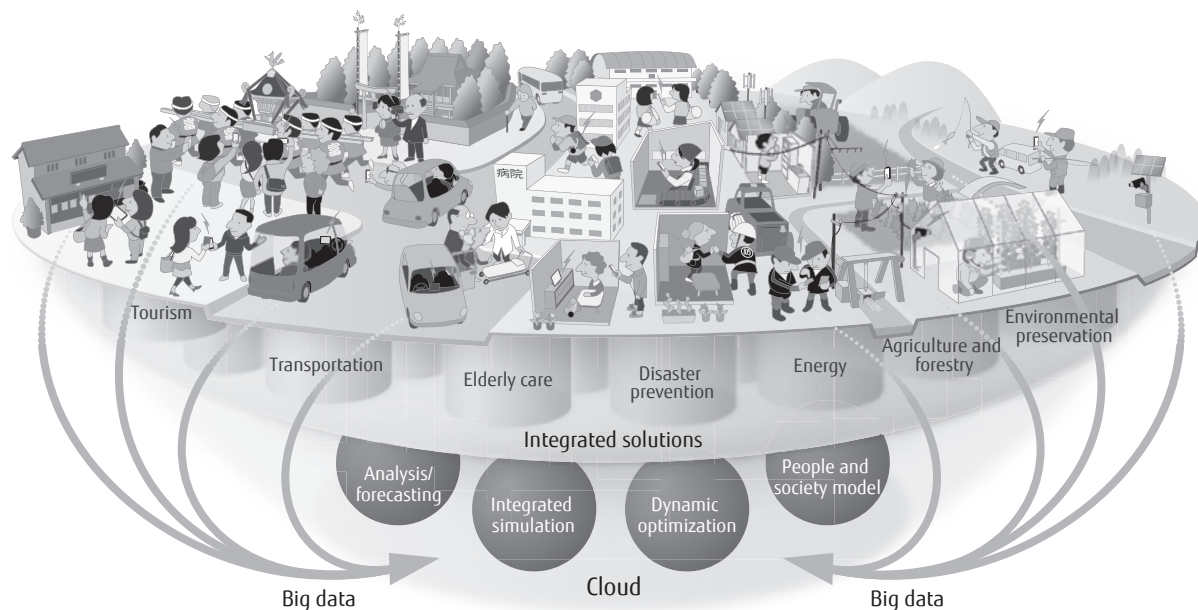 病院
Tourism
Transportation
Elderly care
Disaster
prevention
Energy
Agriculture and
forestry
Environmental
preservation
Integrated solutions
Analysis/
forecasting
Integrated
simulation
Dynamic
optimization
People and
society model
Cloud
Big data
Big data